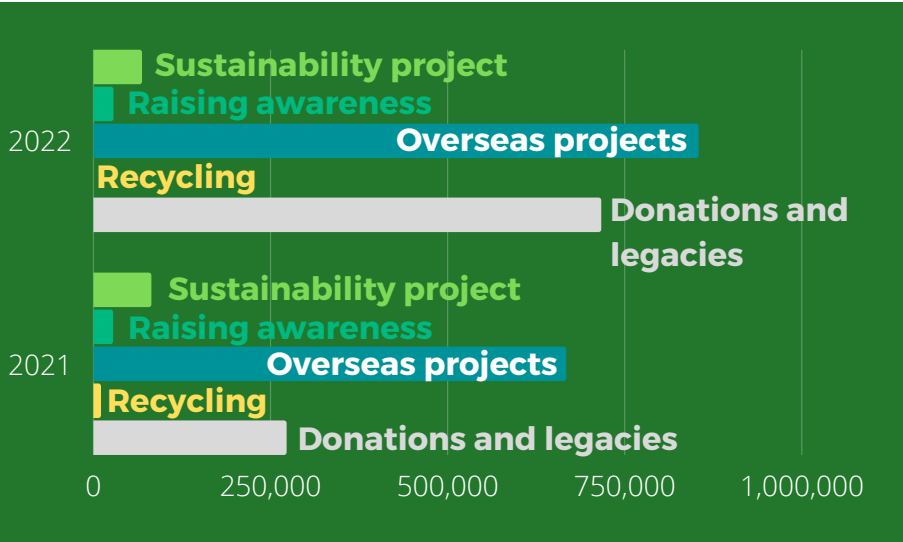 Sustainability project
Raising awareness
2022
Overseas projects
Recycling
Donations and
legacies
Sustainability project
Raising awareness
2021
Overseas projects
Recycling
Donations and legacies
0
250,000
500,000
750,000
1,000,000